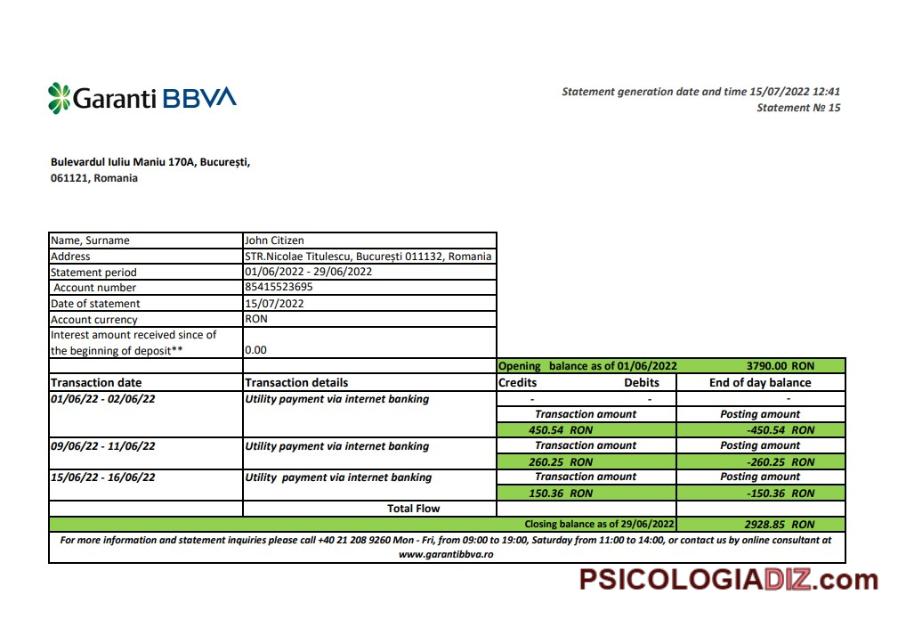 Garanti BBVA
Statement generation date and time 15/07/2022 12:41
Statement № 15
Bulevardul Iuliu Maniu 170A, București,
061121, Romania
Name, Surname John Citizen
Address STR.Nicolae Titulescu, București 011132, Romania
Statement period 01/06/2022 - 29/06/2022
Account number 85415523695
Date of statement 15/07/2022
Account currency RON
Interest amount received since of
the beginning of deposit** 0.00
Opening balance as of 01/06/2022 3790.00 RON
Transaction date Transaction details Credits Debits End of day balance
01/06/22 - 02/06/22 Utility payment via internet banking - - -
Transaction amount Posting amount
450.54 RON -450.54 RON
09/06/22 - 11/06/22 Utility payment via internet banking Transaction amount Posting amount
260.25 RON -260.25 RON
15/06/22 - 16/06/22 Utility payment via internet banking Transaction amount Posting amount
150.36 RON -150.36 RON
Total Flow
Closing balance as of 29/06/2022 2928.85 RON
For more information and statement inquiries please call +40 21 208 9260 Mon - Fri, from 09:00 to 19:00, Saturday from 11:00 to 14:00, or contact us by online consultant at
www.garantibbva.ro
PSICOLOGIADIZ.com